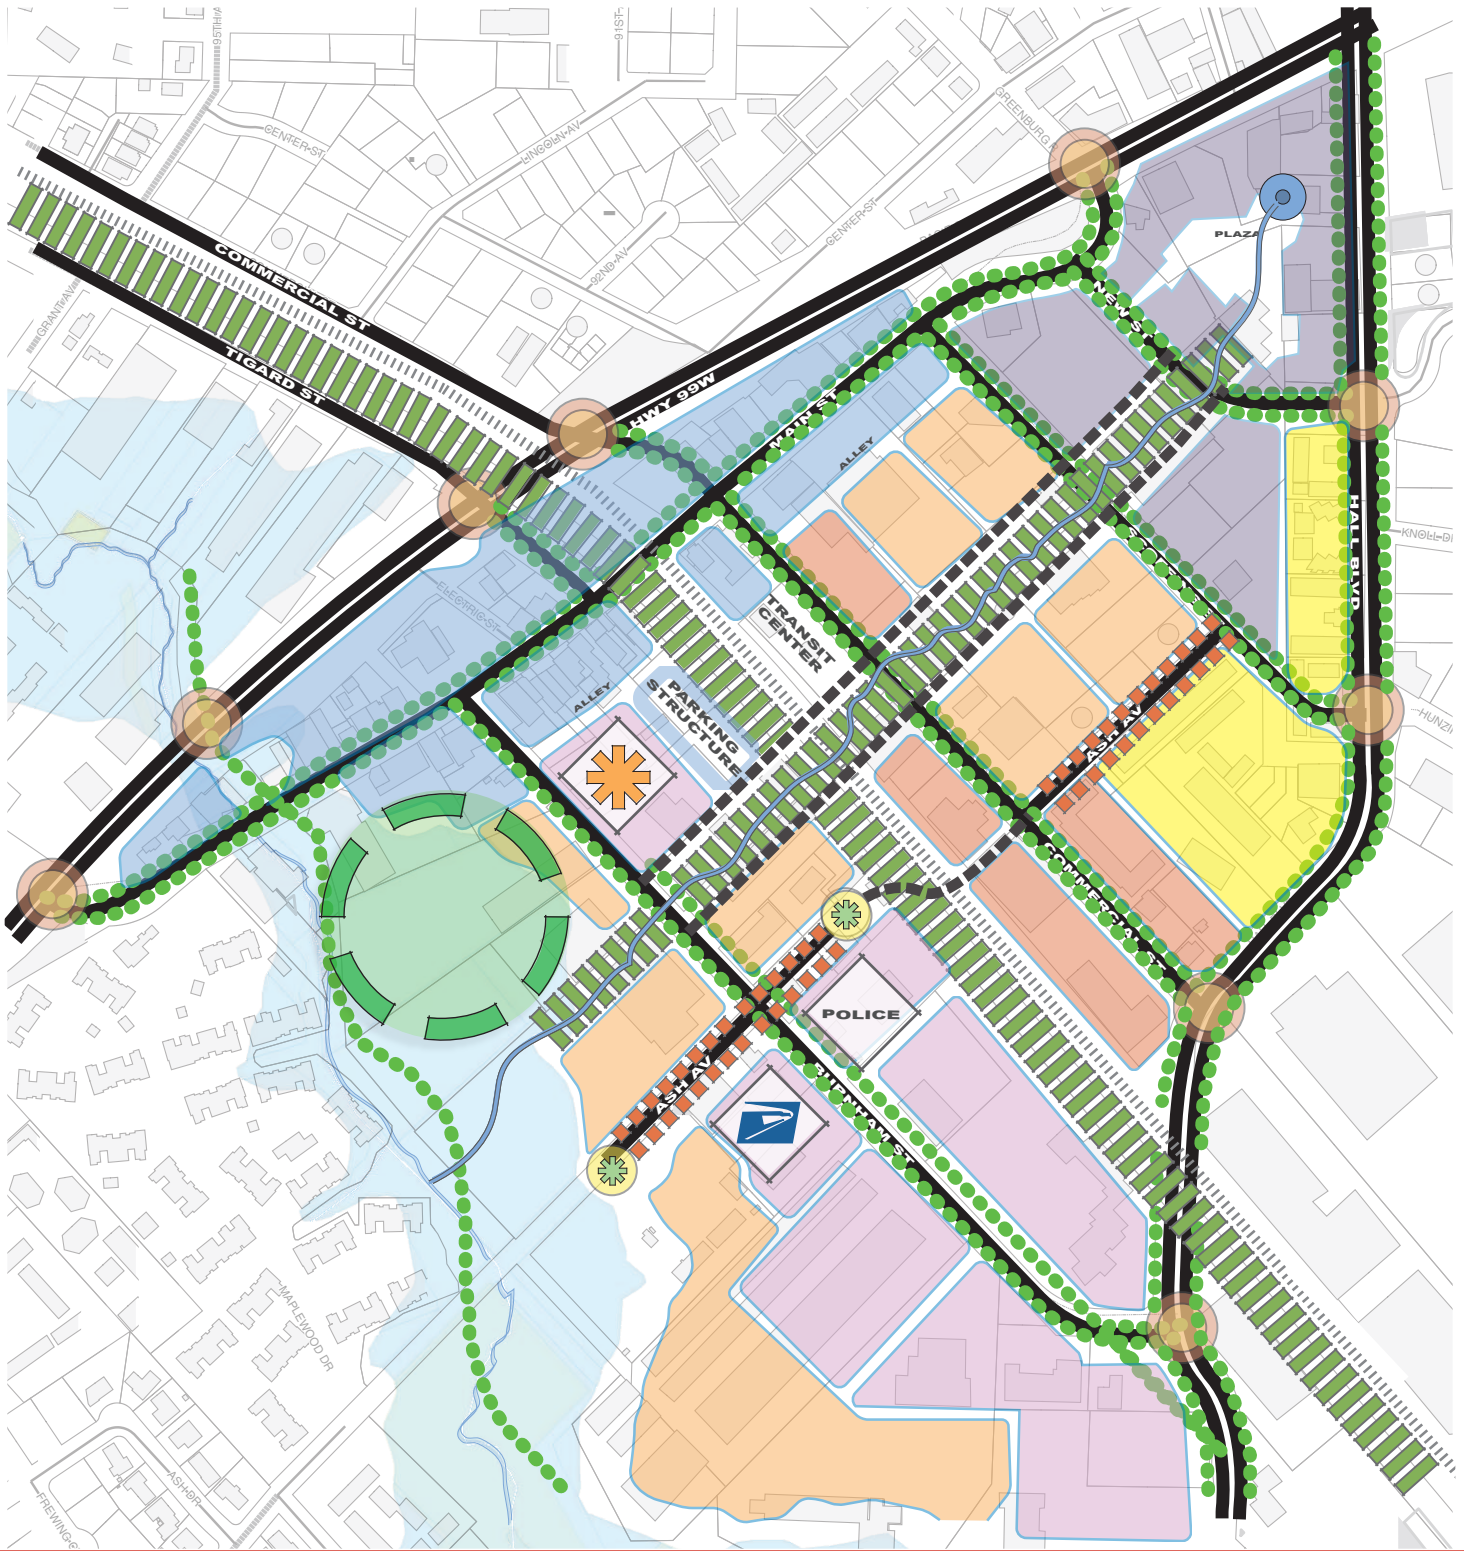 95TH AV
91ST
CENTER ST
LINCOLN AV
GREENBURG R
CENTER ST
92ND AV
GRANT AV
COMMERCIAL ST
TIGARD ST
HWY 99W
MAIN ST
NEW ST
PLAZA
ALLEY
ELECTRIC ST
TRANSIT
CENTER
ALLEY
PARKING
STRUCTURE
HALL BLVD
KNOLL DR
HUNZI
ASH AV
COMMERCIAL ST
POLICE
ASH AV
BURNHAM ST
MAPLEWOOD DR
ASH DR
FREWING C